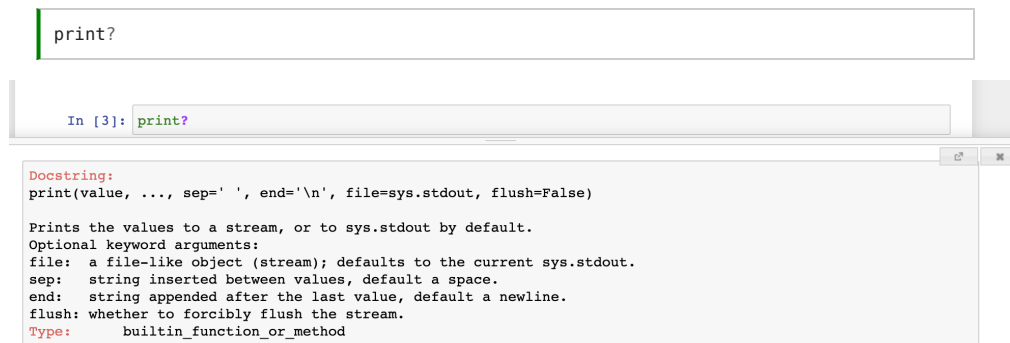 print?
In [3]: print?
Docstring:
print(value, ..., sep=' ', end='\n', file=sys.stdout, flush=False)
Prints the values to a stream, or to sys.stdout by default.
Optional keyword arguments:
file:  a file-like object (stream); defaults to the current sys.stdout.
sep:   string inserted between values, default a space.
end:   string appended after the last value, default a newline.
flush: whether to forcibly flush the stream.
Type:      builtin_function_or_method